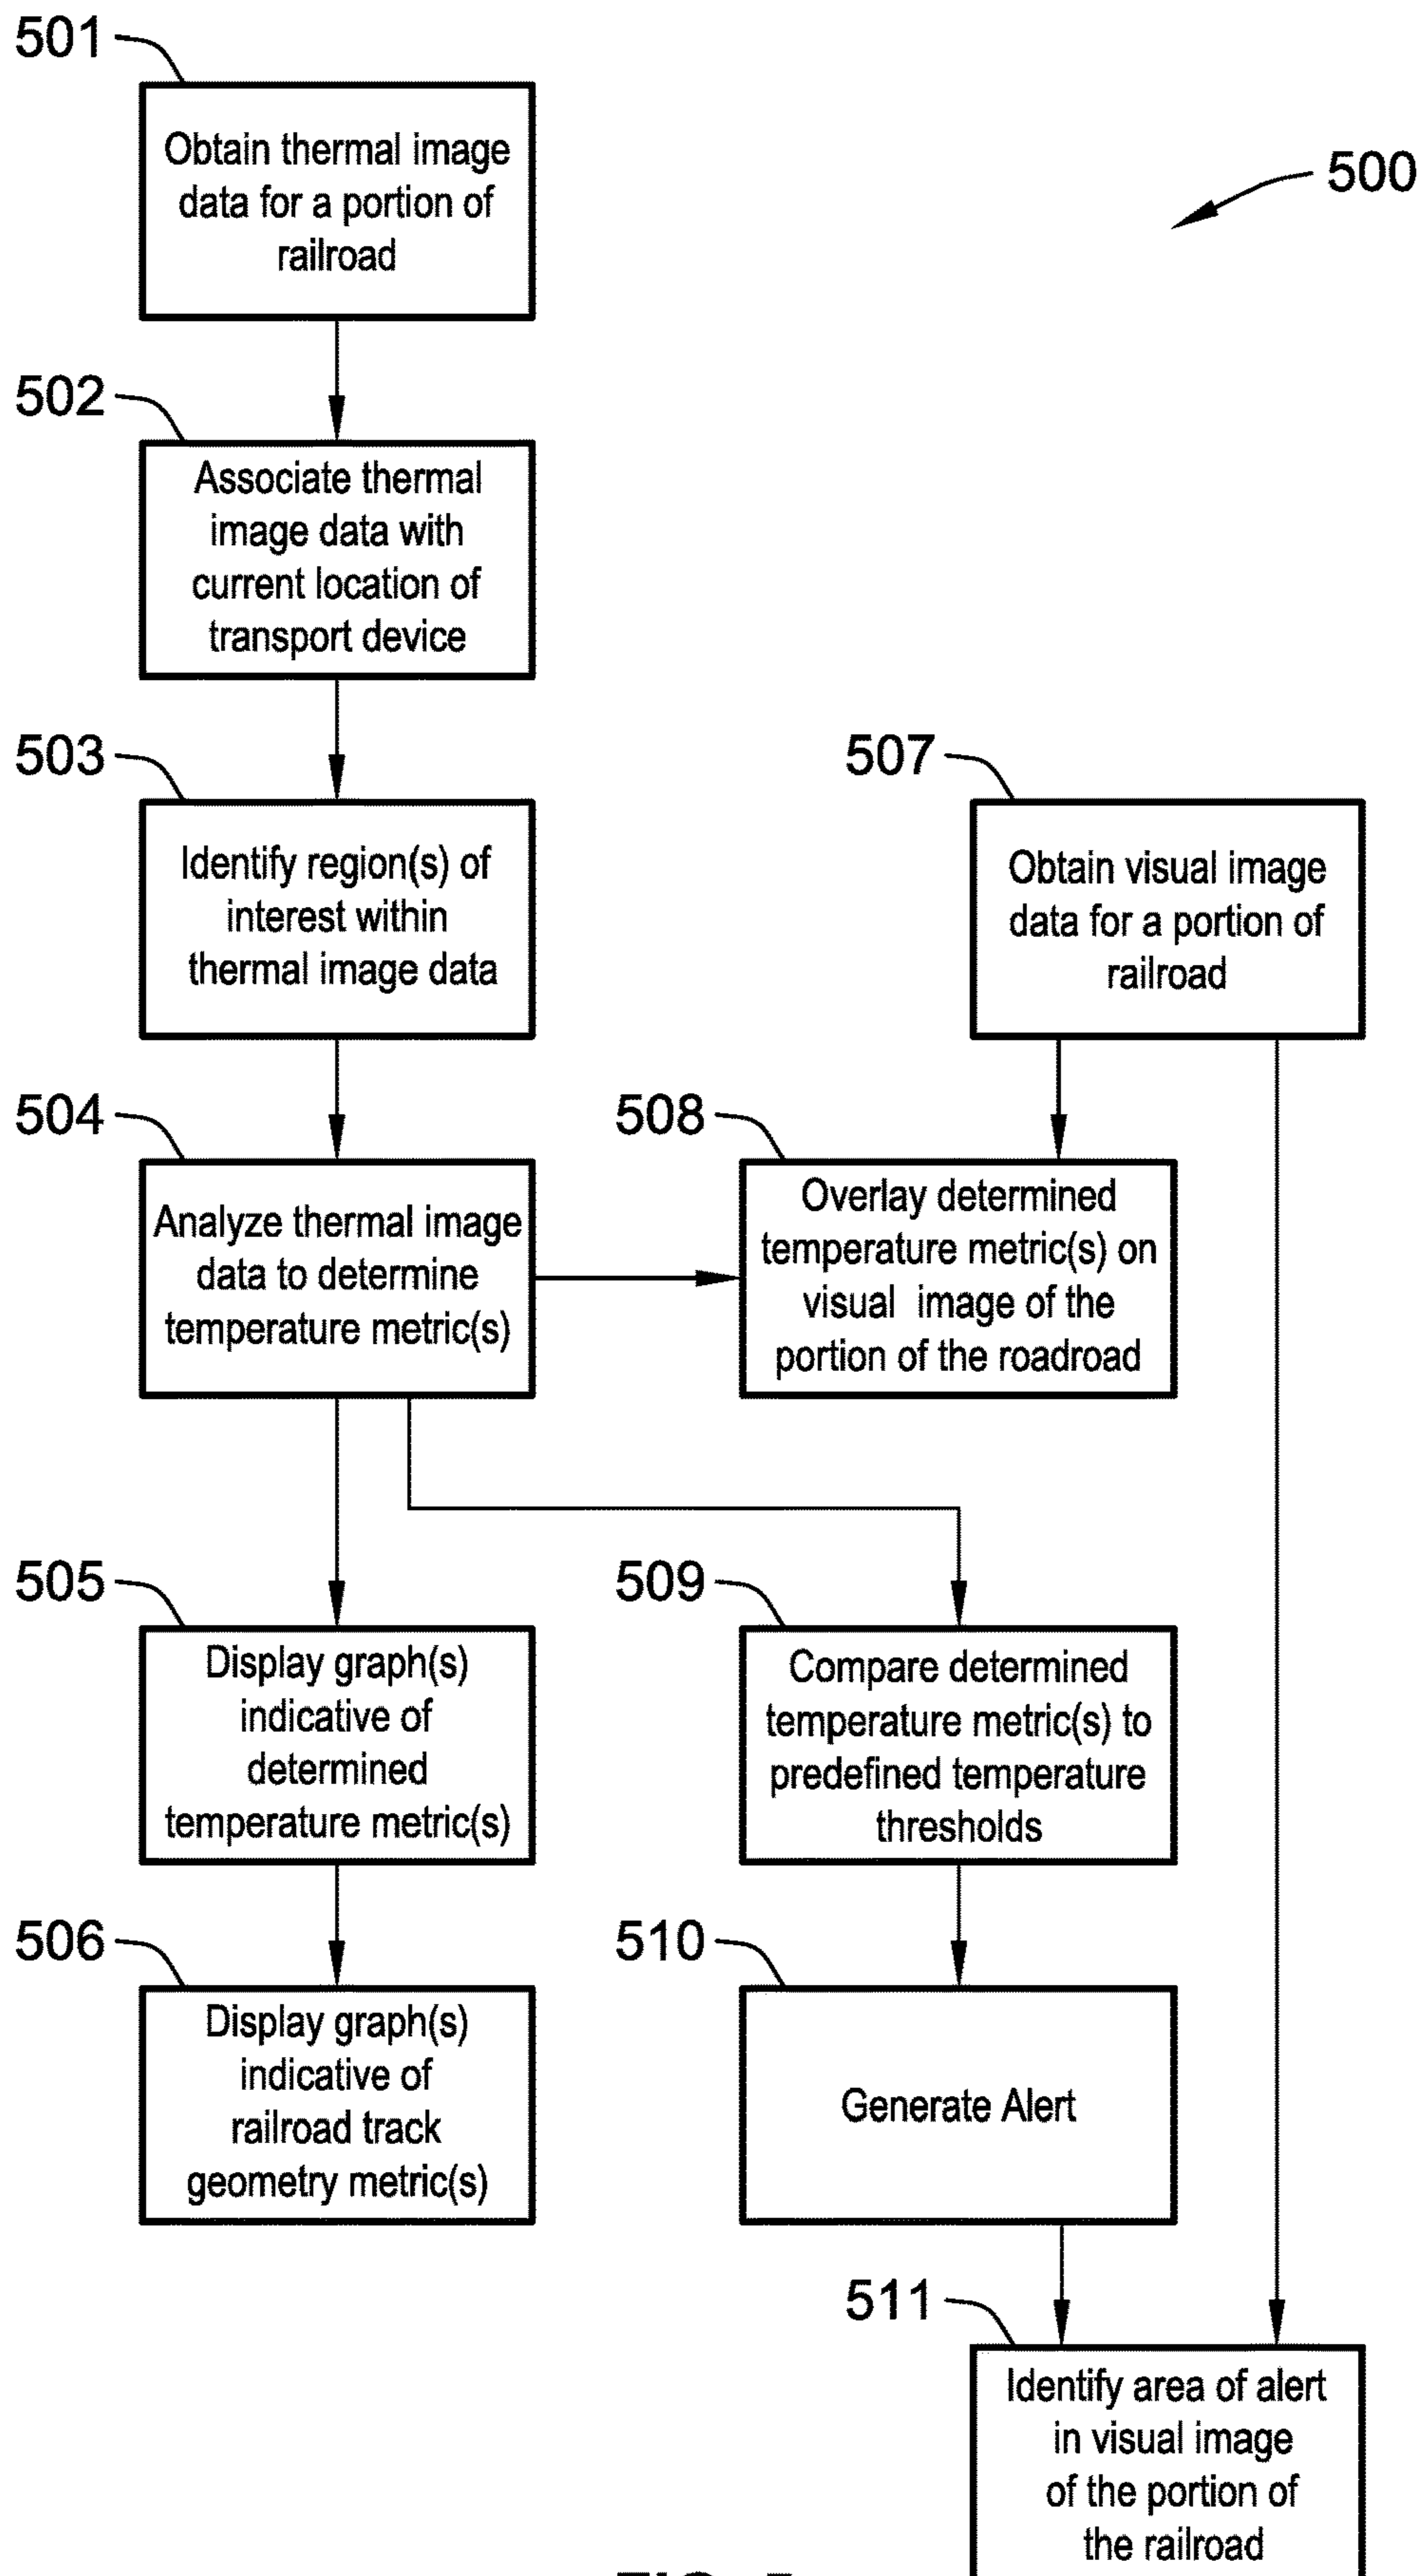 501
Obtain thermal image
data for a portion of
railroad
500
502
Associate thermal
image data with
current location of
transport device
503
Identify region(s) of
interest within
thermal image data
507
Obtain visual image
data for a portion of
railroad
504
Analyze thermal image
data to determine
temperature metric(s)
508
Overlay determined
temperature metric(s) on
visual image of the
portion of the roadroad
505
Display graph(s)
indicative of
determined
temperature metric(s)
509
Compare determined
temperature metric(s) to
predefined temperature
thresholds
506
Display graph(s)
indicative of
railroad track
geometry metric(s)
510
Generate Alert
511
Identify area of alert
in visual image
of the portion of
the railroad